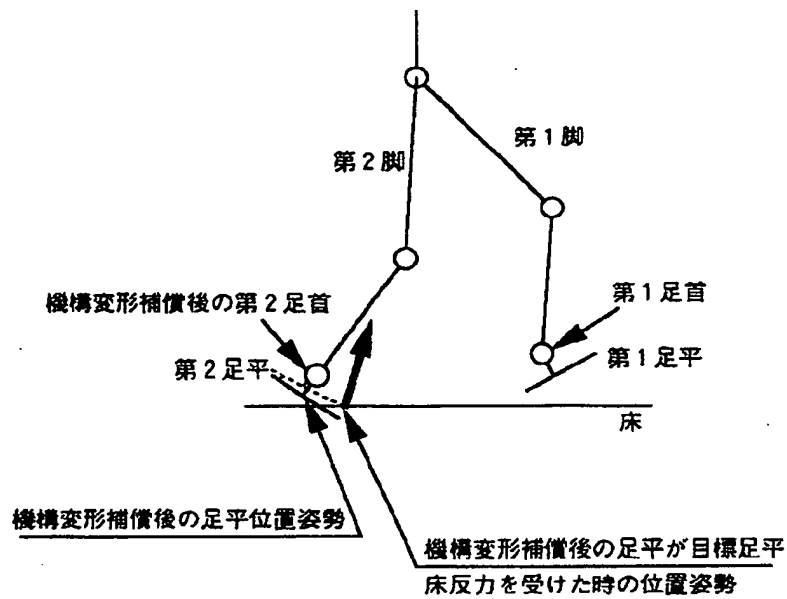 第1脚
第2脚
機構変形補償後の第2足首
第1足首
第2足平
第1足平
床
機構変形補償後の足平位置姿勢
機構変形補償後の足平が目標足平
床反力を受けた時の位置姿勢